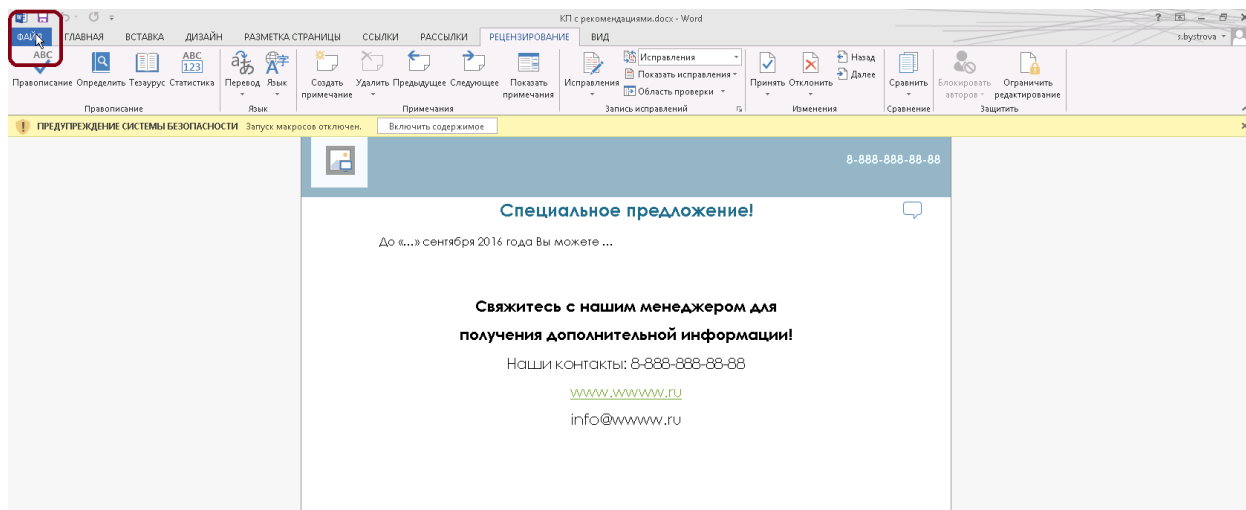 КП с рекомендациями.docx - Word
ФАЙЛ ГЛАВНАЯ ВСТАВКА ДИЗАЙН РАЗМЕТКА СТРАНИЦЫ ССЫЛКИ РАССЫЛКИ РЕЦЕНЗИРОВАНИЕ ВИД s.bystrova
ABC
Правописание Определить Тезаурус
ABC
123
Статистика
Правописание
Перевод Язык
Язык
Создать примечание
Удалить Предыдущее Следующее
Показать примечания
Примечания
Исправления
Исправления
Показать исправления
Область проверки
Запись исправлений
Принять Отклонить
Назад
Далее
Изменения
Сравнить
Сравнение
Блокировать авторов
Ограничить редактирование
Защитить
ПРЕДУПРЕЖДЕНИЕ СИСТЕМЫ БЕЗОПАСНОСТИ Запуск макросов отключен. Включить содержимое
8-888-888-88-88
Специальное предложение!
До «...» сентября 2016 года Вы можете ...
Свяжитесь с нашим менеджером для
получения дополнительной информации!
Наши контакты: 8-888-888-88-88
www.wwww.ru
info@wwww.ru